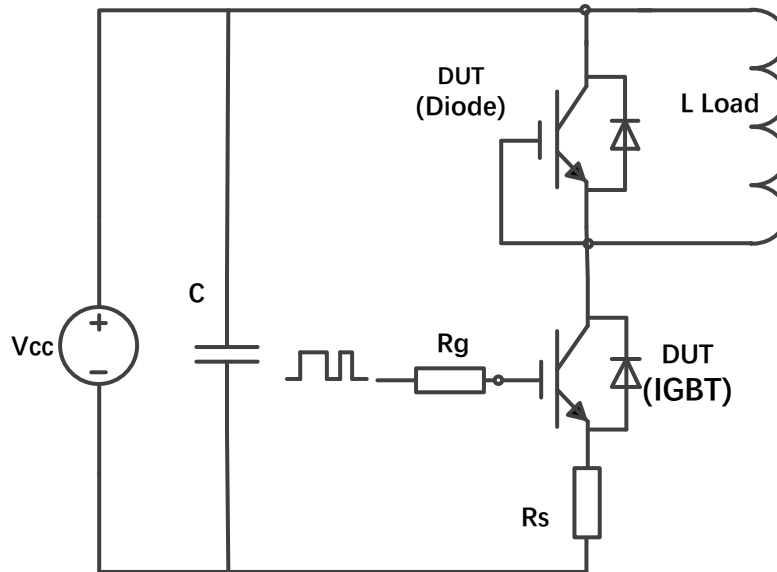 DUT
(Diode)
L Load
C
Vcc
Rg
DUT
(IGBT)
Rs